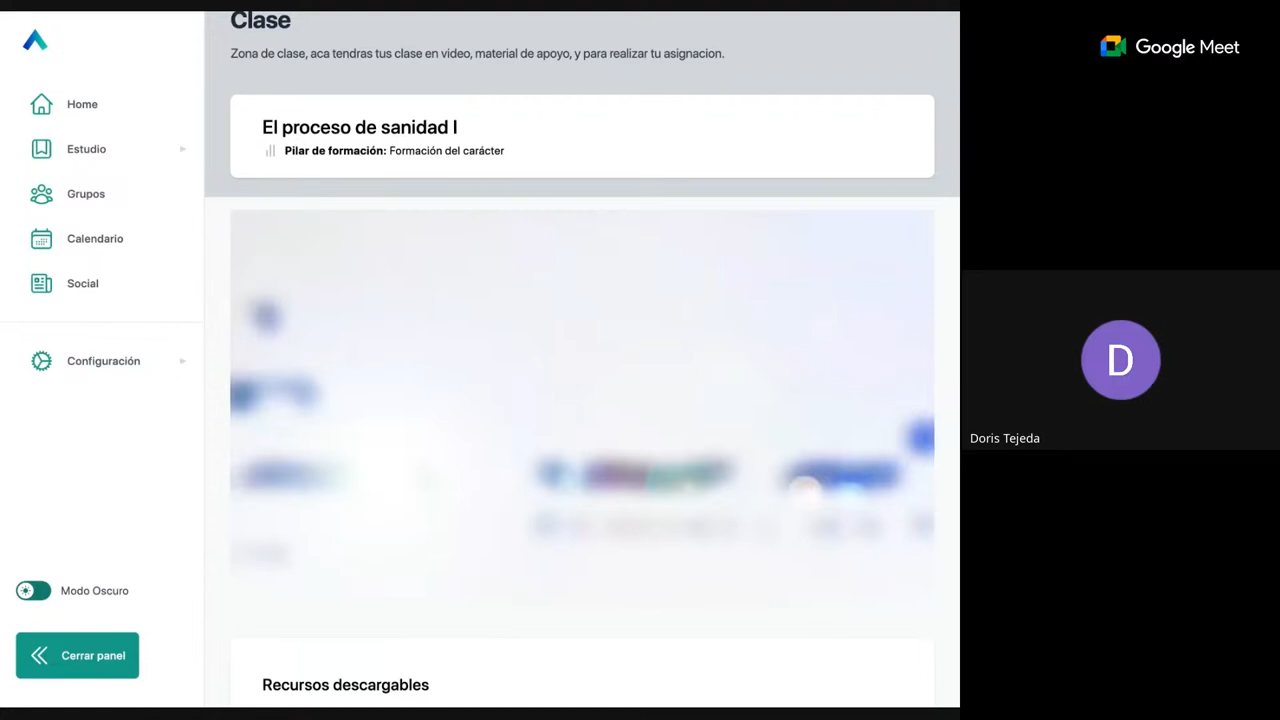 Clase
Zona de clase, aca tendras tus clase en video, material de apoyo, y para realizar tu asignacion.
El proceso de sanidad I
Pilar de formación: Formación del carácter
Home
Estudio
Grupos
Calendario
Social
Configuración
Modo Oscuro
Cerrar panel
Recursos descargables
Google Meet
D
Doris Tejeda